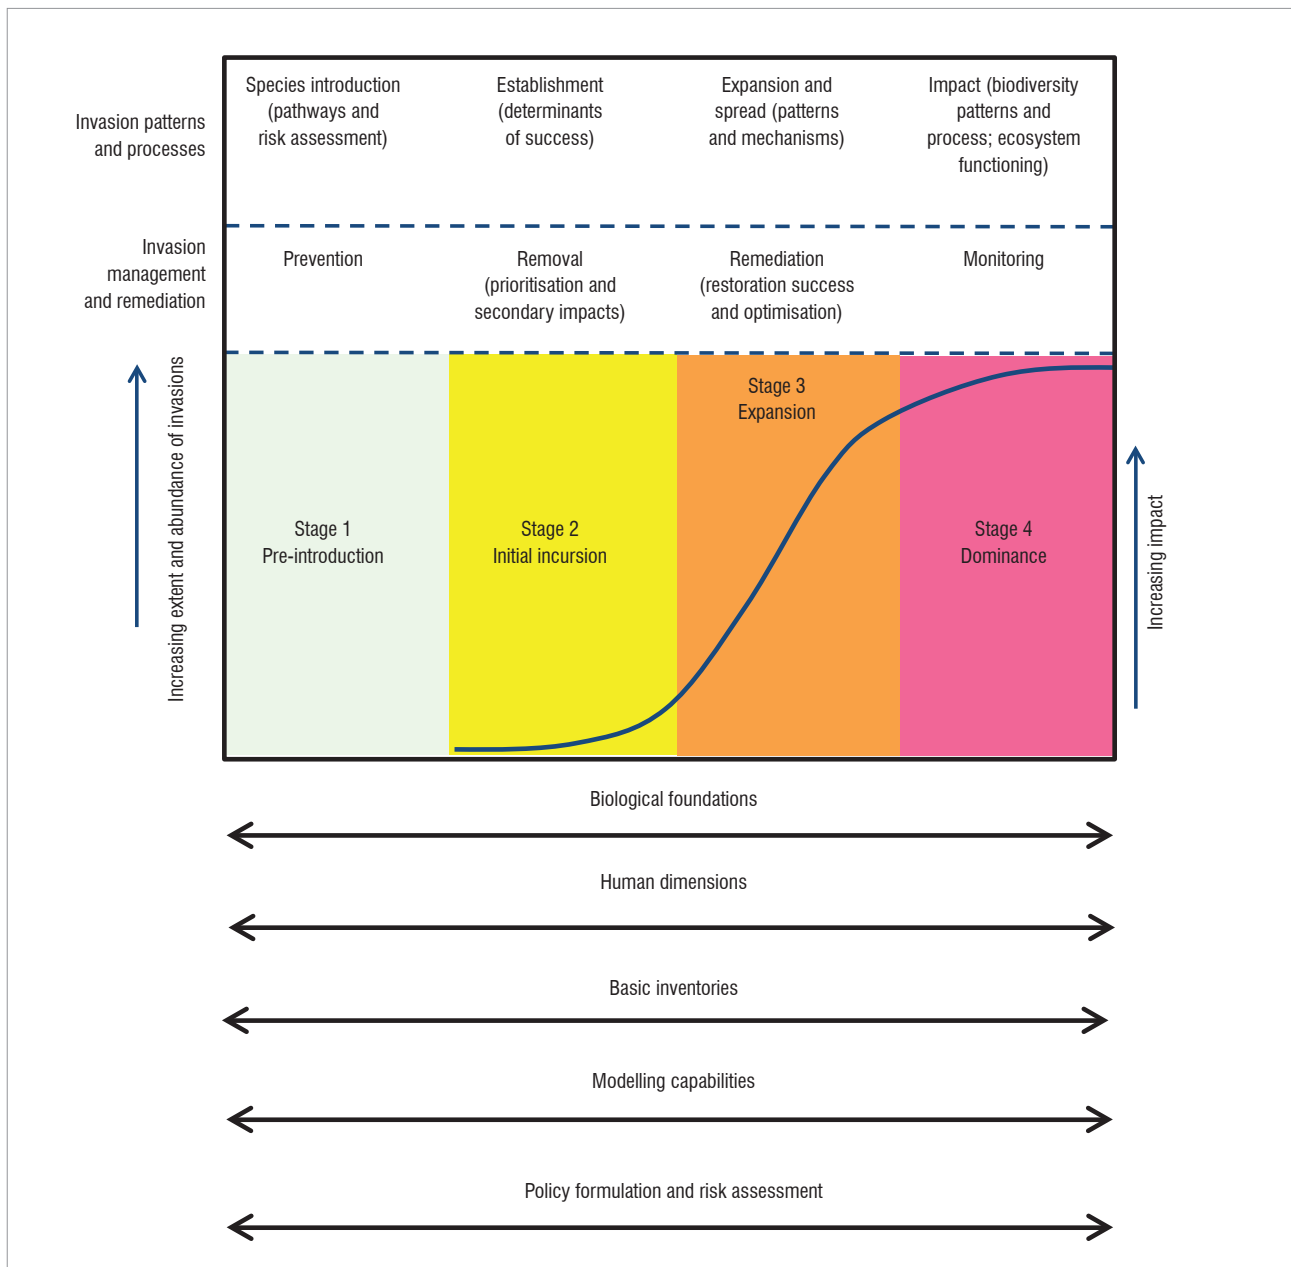 Invasion patterns
and processes
Species introduction
(pathways and
risk assessment)
Establishment
(determinants
of success)
Expansion and
spread (patterns
and mechanisms)
Impact (biodiversity
patterns and
process; ecosystem
functioning)
Invasion
management
and remediation
Prevention
Removal
(prioritisation and
secondary impacts)
Remediation
(restoration success
and optimisation)
Monitoring
Increasing extent and abundance of invasions
Stage 1
Pre-introduction
Stage 2
Initial incursion
Stage 3
Expansion
Stage 4
Dominance
Increasing impact
Biological foundations
Human dimensions
Basic inventories
Modelling capabilities
Policy formulation and risk assessment